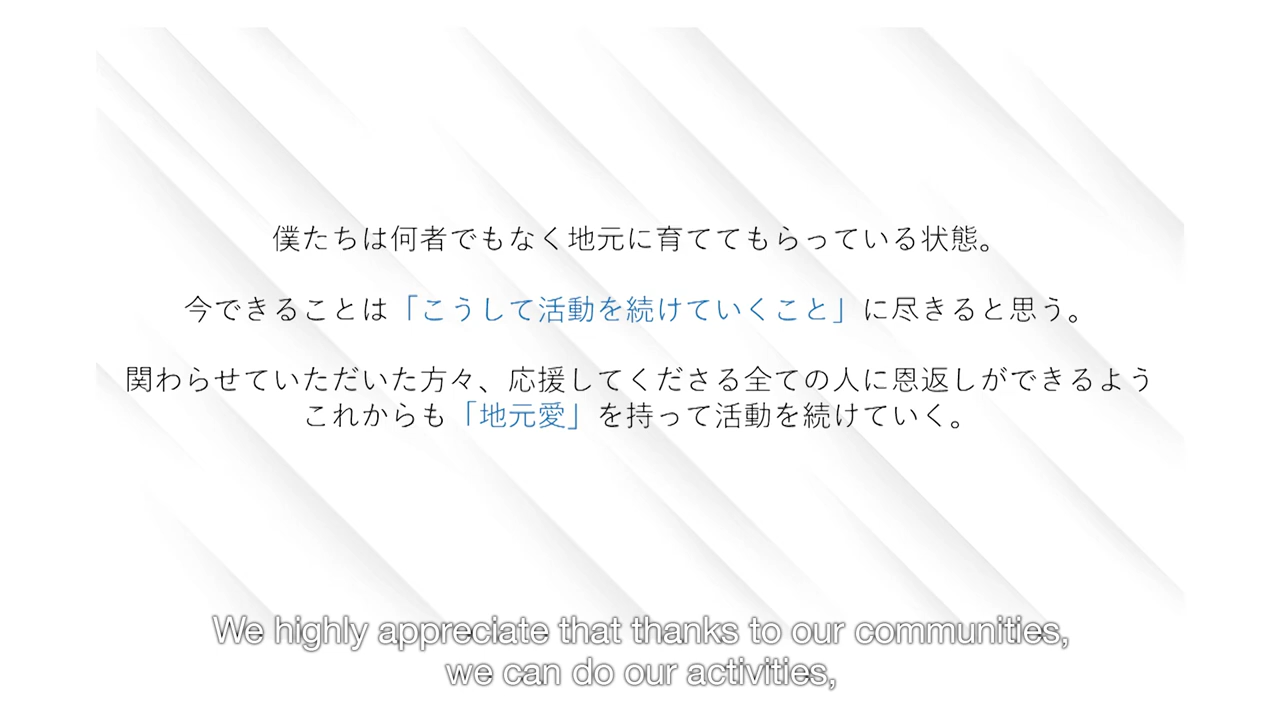 僕たちは何者でもなく地元に育ててもらっている状態。
今できることは「こうして活動を続けていくこと」に尽きると思う。
関わらせていただいた方々、応援してくださる全ての人に恩返しができるよう
これからも「地元愛」を持って活動を続けていく。
We highly appreciate that thanks to our communities,
we can do our activities,